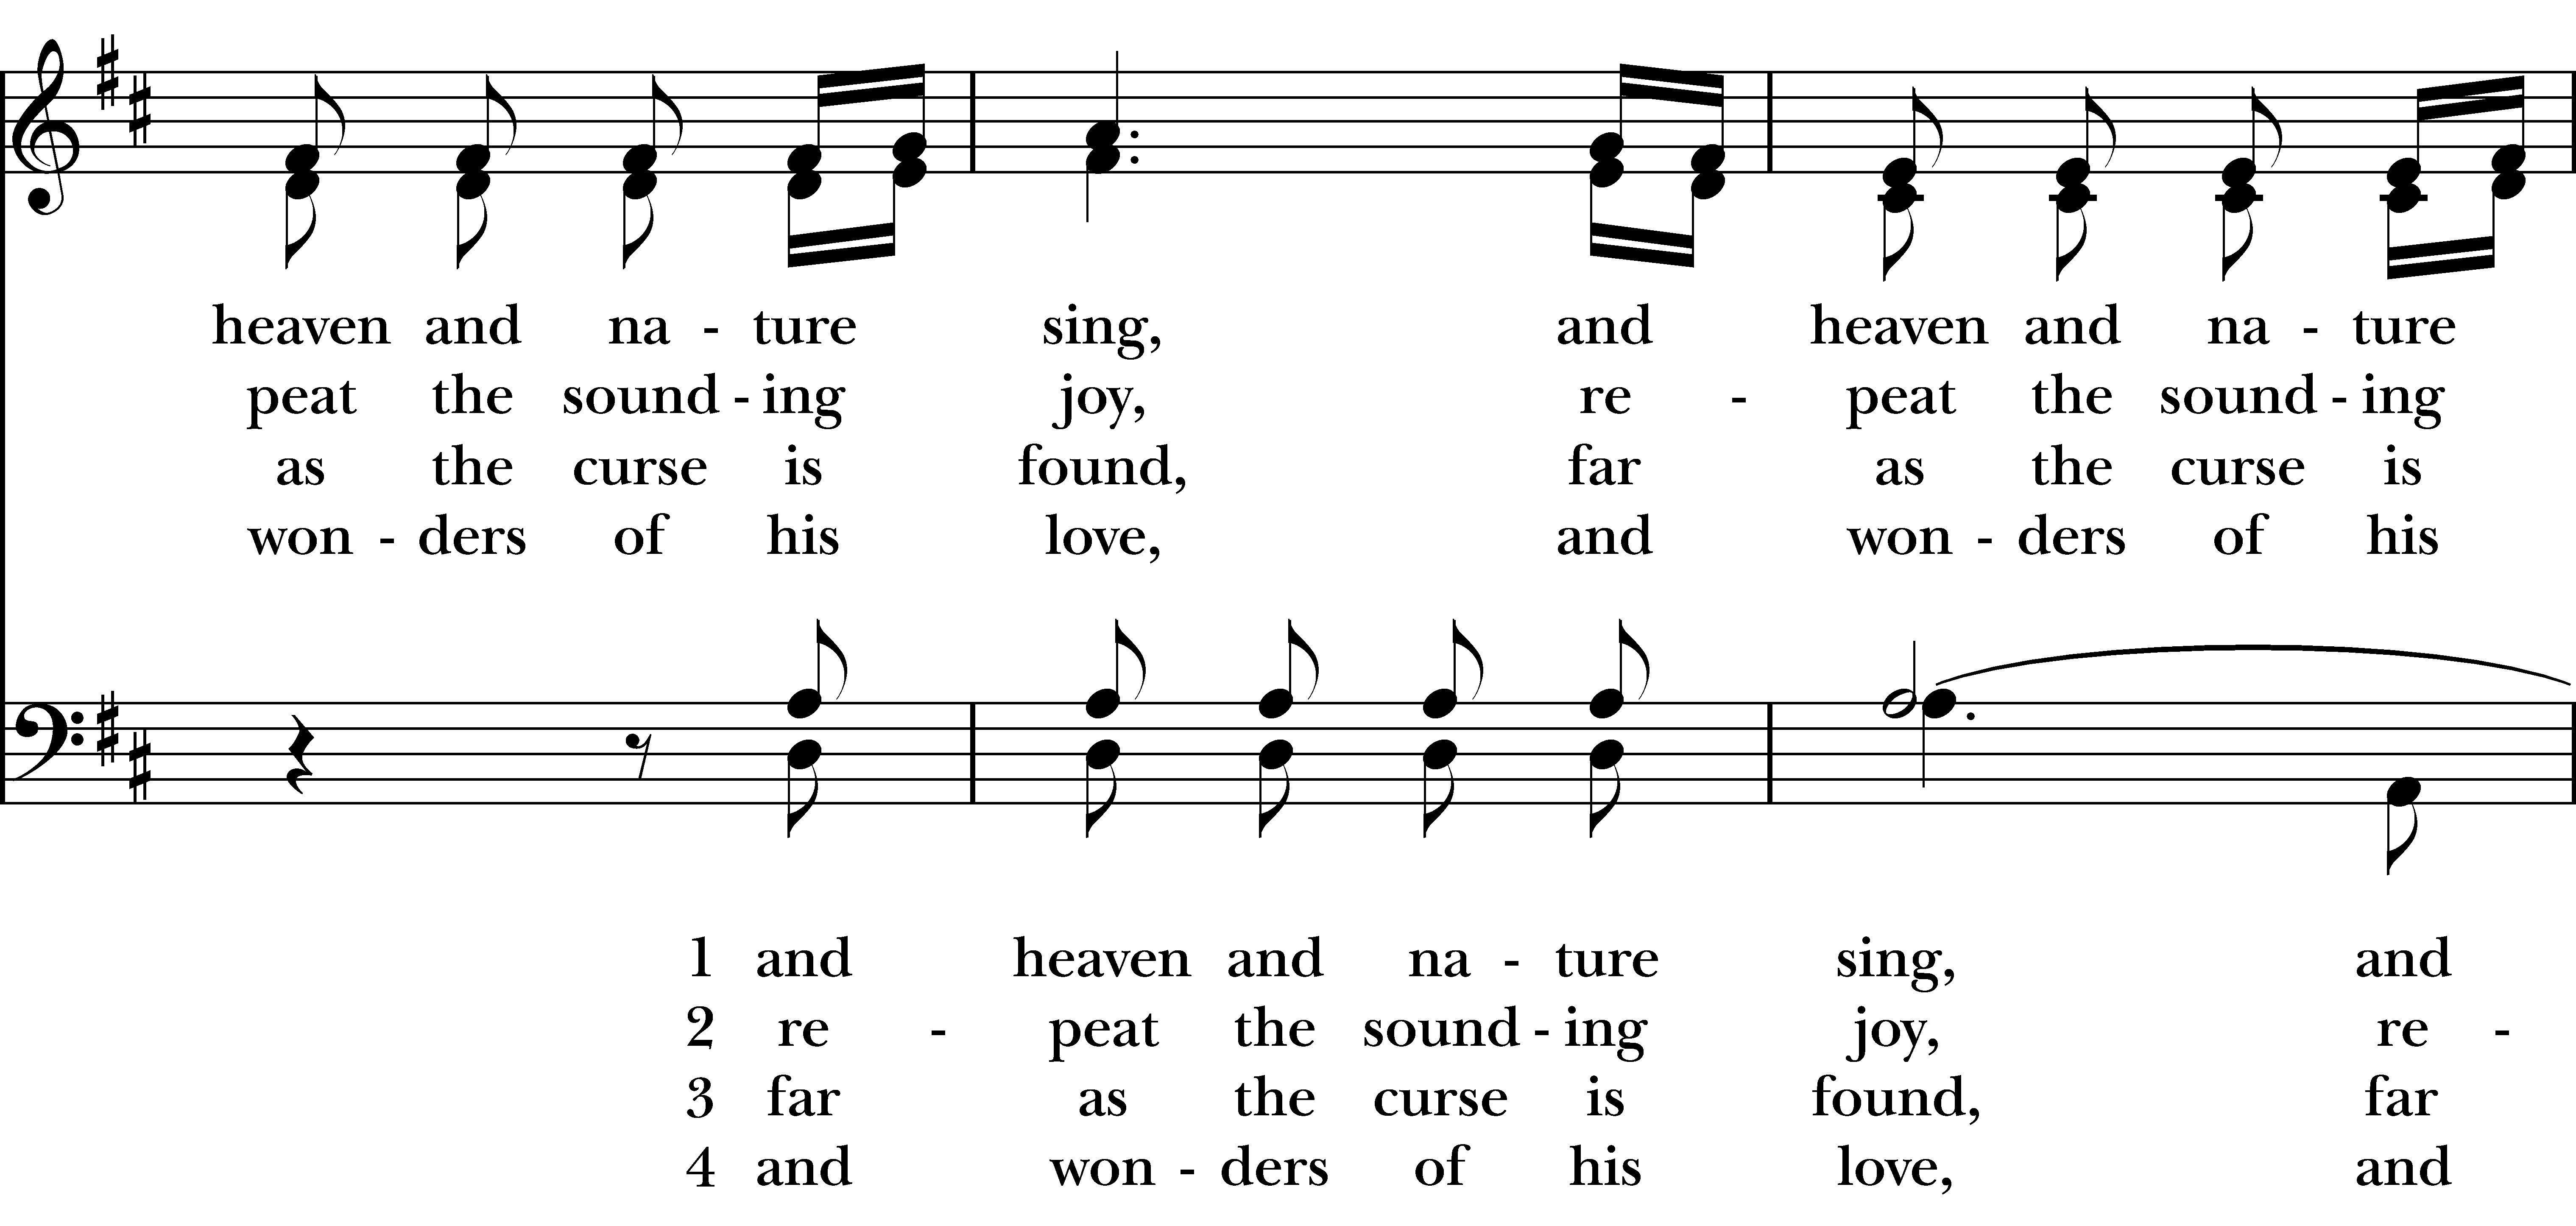 heaven and na - ture sing, and heaven and na - ture
peat the sound - ing joy, re - peat the sound - ing
as the curse is found, far as the curse is
won - ders of his love, and won - ders of his
1 and heaven and na - ture sing, and
2 re - peat the sound - ing joy, re -
3 far as the curse is found, far
4 and won - ders of his love, and